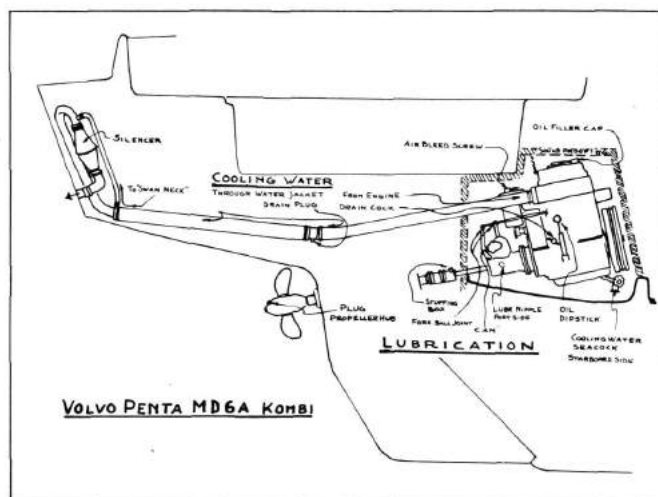 OIL FILLER CAP
AIR BLEED SCREW
SILENCER
COOLING WATER
THROUGH WATER JACKET
DRAIN PLUG
FROM ENGINE
DRAIN COCK
TO "SWAN NECK"
STUFFING
BOX
FORK BALL JOINT
CAM
LUBE NIPPLE
PORT SIDE
OIL
DIPSTICK
COOLING WATER
SEACOCK
STARBOARD SIDE
PLUG
PROPELLER HUB
LUBRICATION
VOLVO PENTA MD6A KOMBI